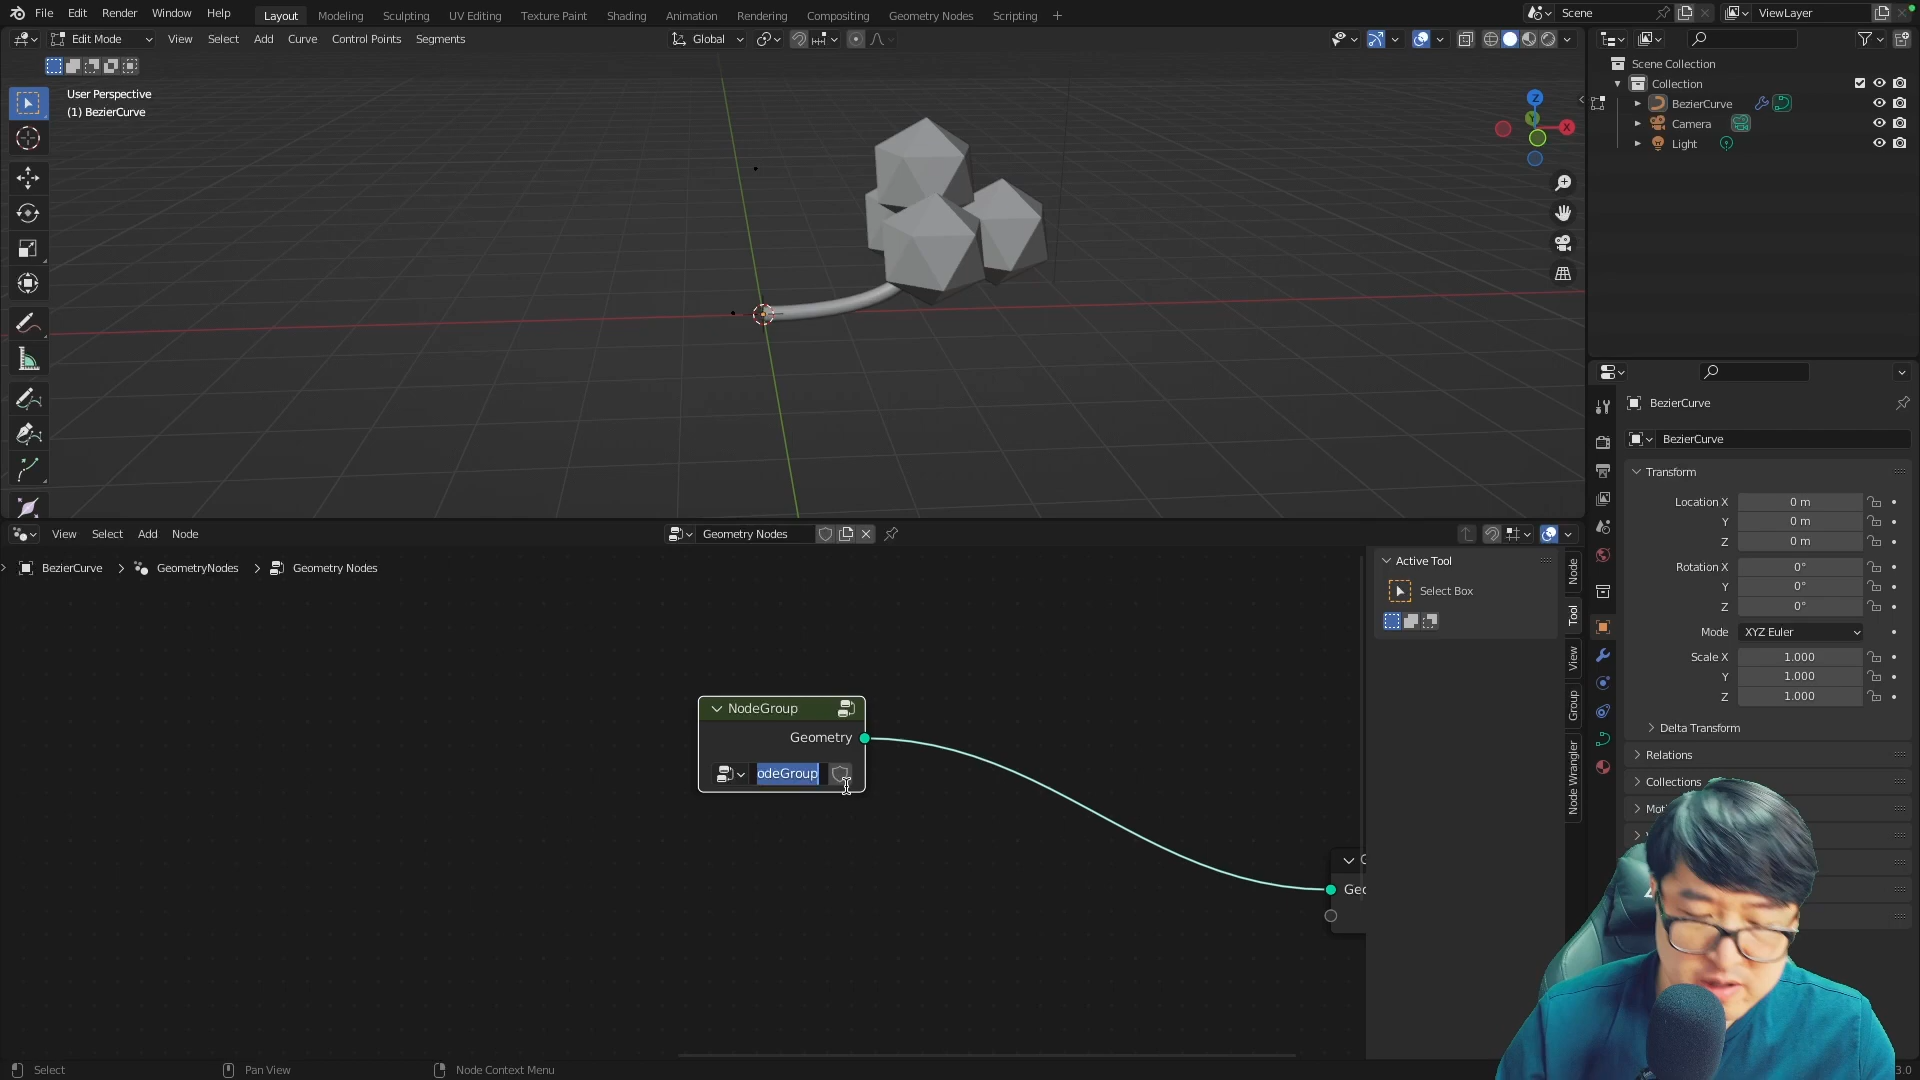 File Edit Render Window Help
Layout Modeling Sculpting UV Editing Texture Paint Shading Animation Rendering Compositing Geometry Nodes Scripting
Scene ViewLayer
Edit Mode View Select Add Curve Control Points Segments
Global
User Perspective
(1) BezierCurve
Z
Y
X
Scene Collection
Collection
BezierCurve
Camera
Light
BezierCurve
BezierCurve
Transform
Location X 0 m
Y 0 m
Z 0 m
Rotation X 0°
Y 0°
Z 0°
Mode XYZ Euler
Scale X 1.000
Y 1.000
Z 1.000
Delta Transform
Relations
Collections
View Select Add Node
Geometry Nodes
BezierCurve GeometryNodes Geometry Nodes
NodeGroup
Geometry
odeGroup
Active Tool
Select Box
Node
Tool
View
Group
Node Wrangler
Select Pan View Node Context Menu